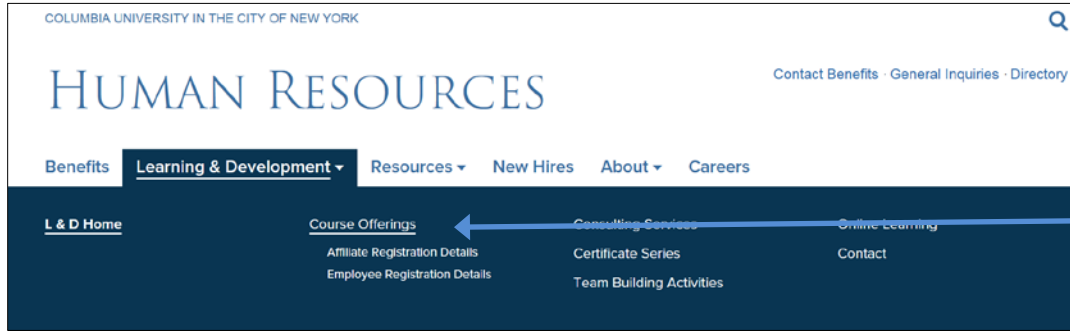 COLUMBIA UNIVERSITY IN THE CITY OF NEW YORK
HUMAN RESOURCES
Contact Benefits · General Inquiries · Directory
Benefits Learning & Development Resources New Hires About Careers
L & D Home Course Offerings Consulting Services Online Learning
Affiliate Registration Details Certificate Series Contact
Employee Registration Details Team Building Activities